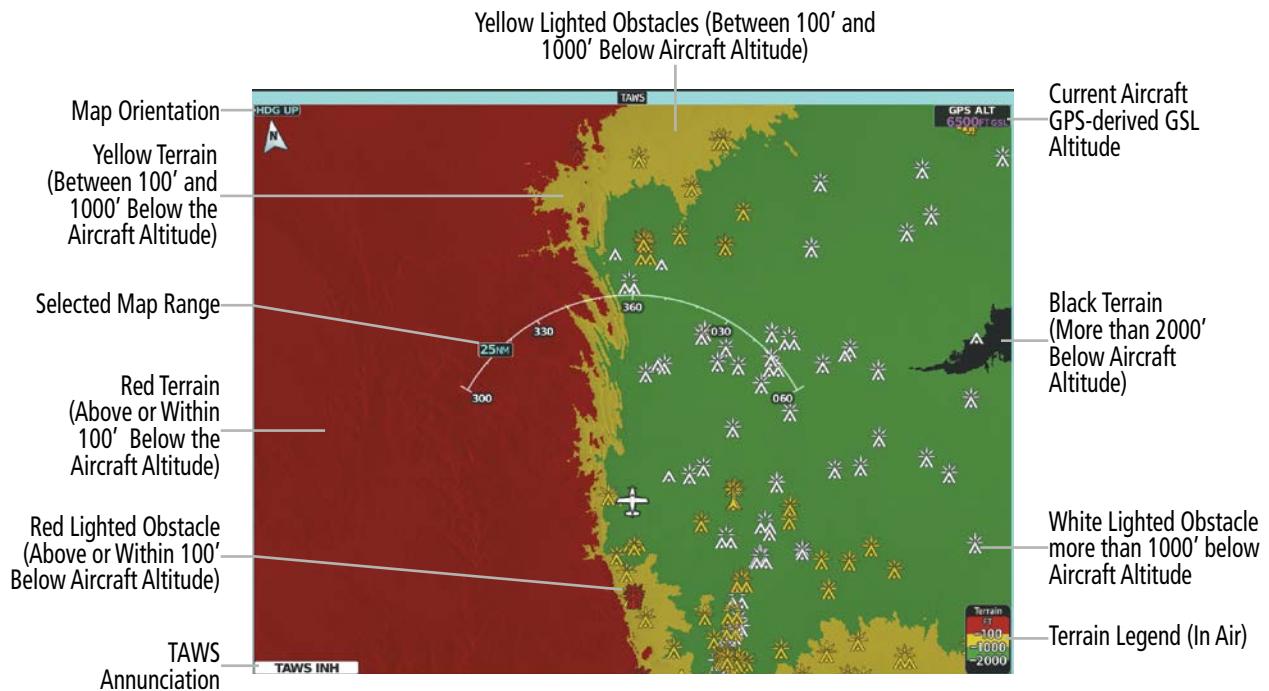 Yellow Lighted Obstacles (Between 100’ and
1000’ Below Aircraft Altitude)
Map Orientation
Yellow Terrain
(Between 100’ and
1000’ Below the
Aircraft Altitude)
Selected Map Range
Red Terrain
(Above or Within
100’ Below the
Aircraft Altitude)
Red Lighted Obstacle
(Above or Within 100’
Below Aircraft Altitude)
TAWS
Annunciation
TAWS
HDG UP
N
GPS ALT
6500FT GSL
360
330
030
25NM
300
060
TAWS INH
Terrain
FT
-100
-1000
-2000
Current Aircraft
GPS-derived GSL
Altitude
Black Terrain
(More than 2000’
Below Aircraft
Altitude)
White Lighted Obstacle
more than 1000’ below
Aircraft Altitude
Terrain Legend (In Air)